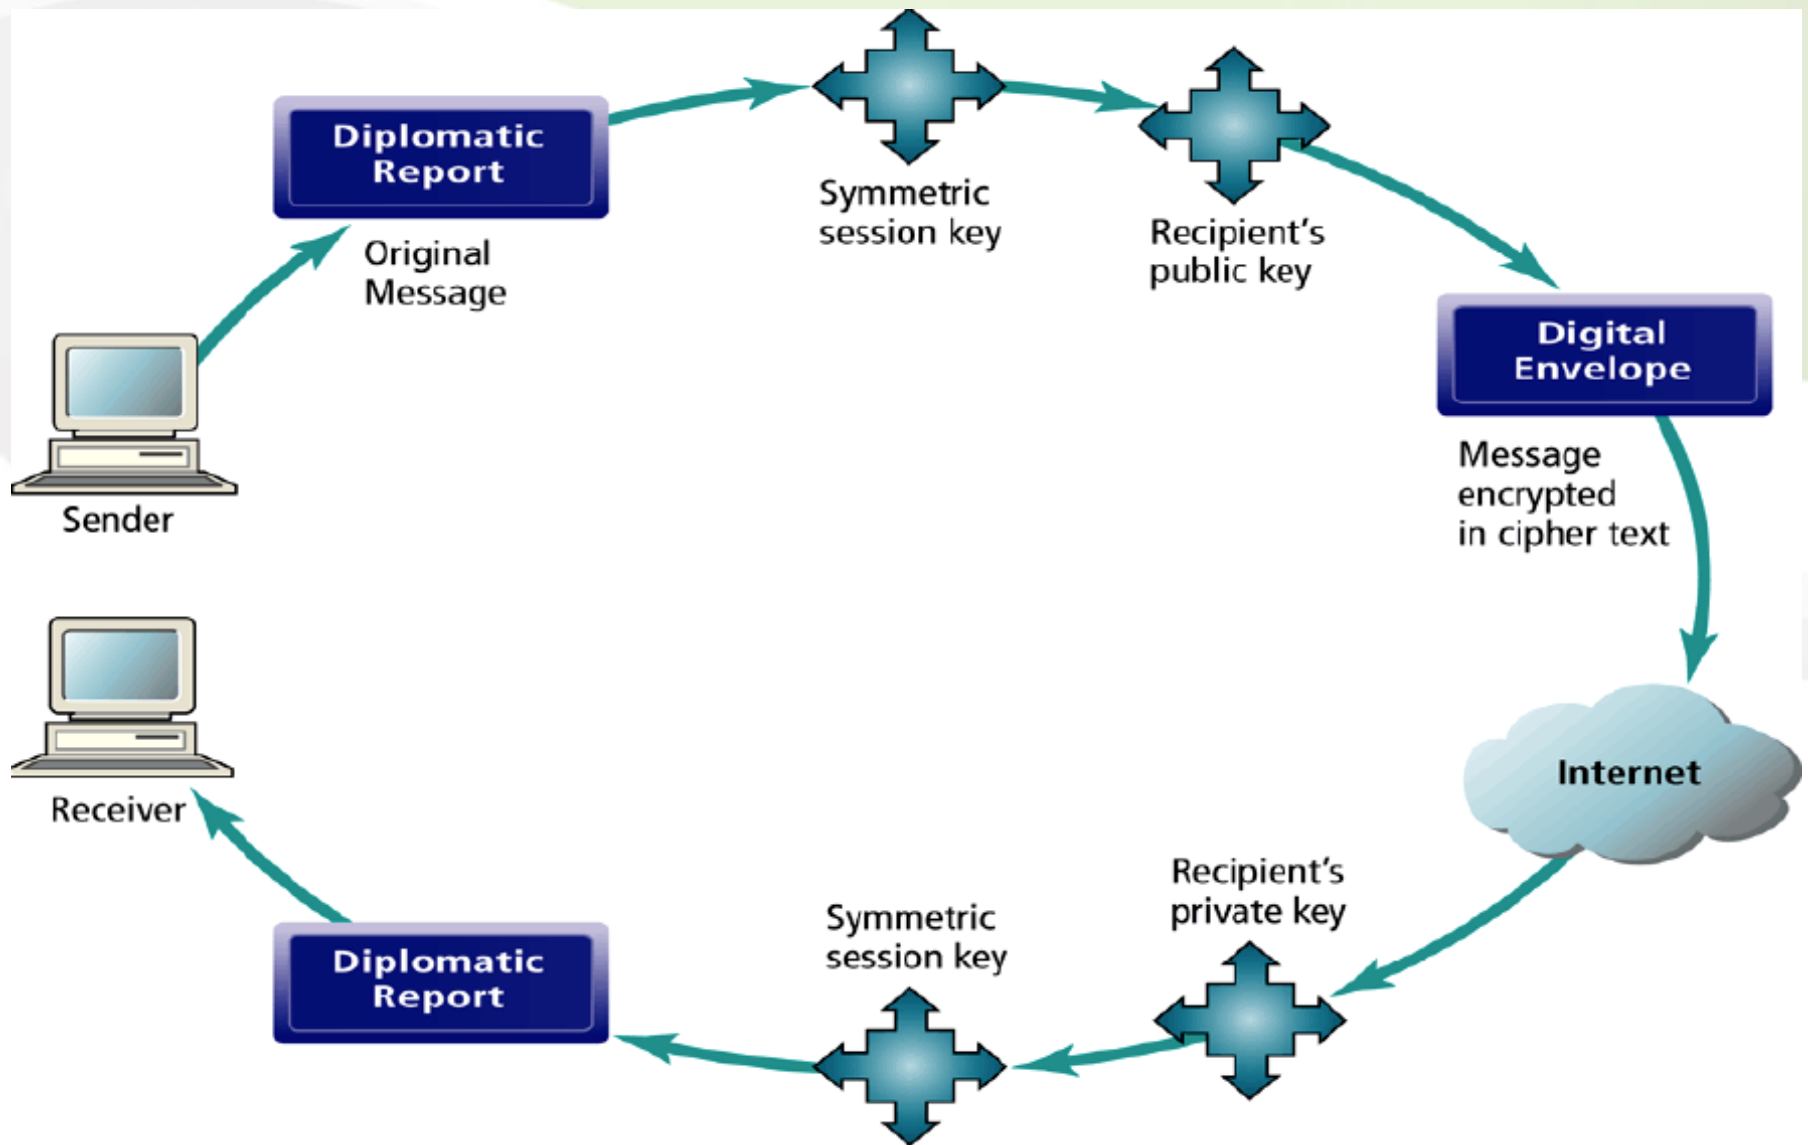 Diplomatic
Report
Original
Message
Symmetric
session key
Recipient's
public key
Digital
Envelope
Message
encrypted
in cipher text
Sender
Internet
Recipient's
private key
Symmetric
session key
Diplomatic
Report
Receiver